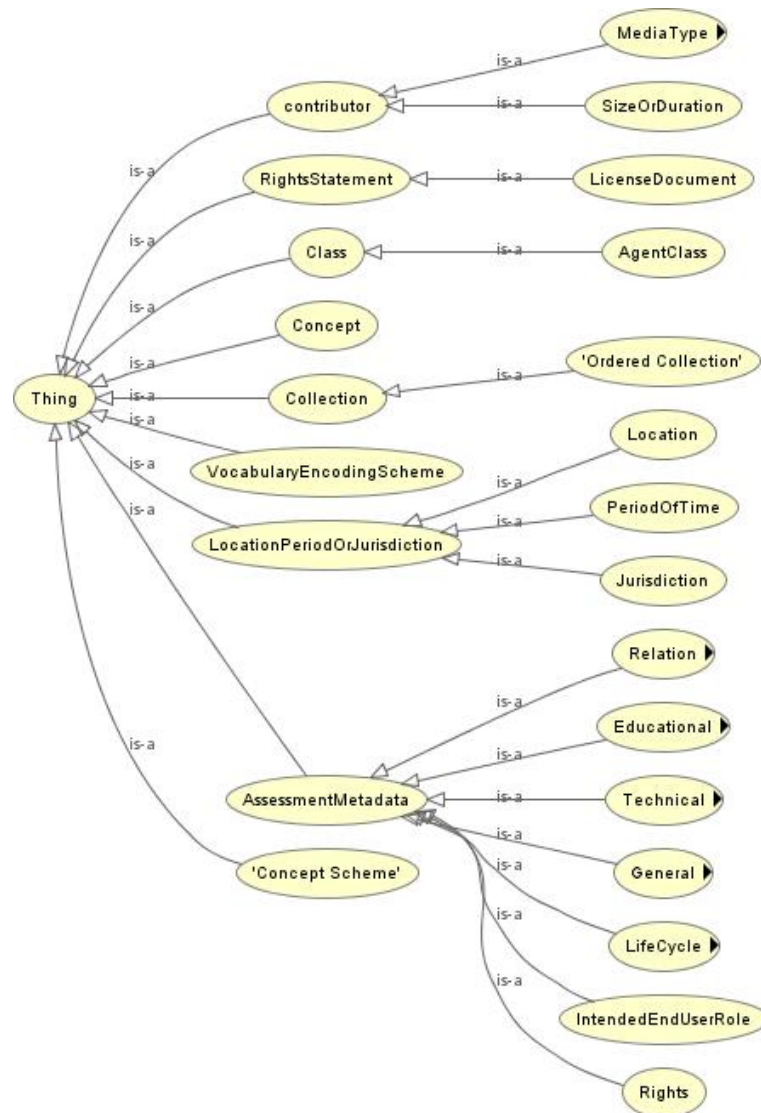 MediaType
is-a
contributor
is-a
SizeOrDuration
is-a
RightsStatement
is-a
LicenseDocument
is-a
Class
is-a
AgentClass
is-a
Concept
is-a
Thing
is-a
Collection
is-a
'Ordered Collection'
is-a
VocabularyEncodingScheme
is-a
LocationPeriodOrJurisdiction
is-a
Location
is-a
PeriodOfTime
is-a
Jurisdiction
is-a
AssessmentMetadata
is-a
Relation
is-a
Educational
is-a
Technical
is-a
General
is-a
LifeCycle
is-a
IntendedEndUserRole
is-a
Rights
is-a
'Concept Scheme'